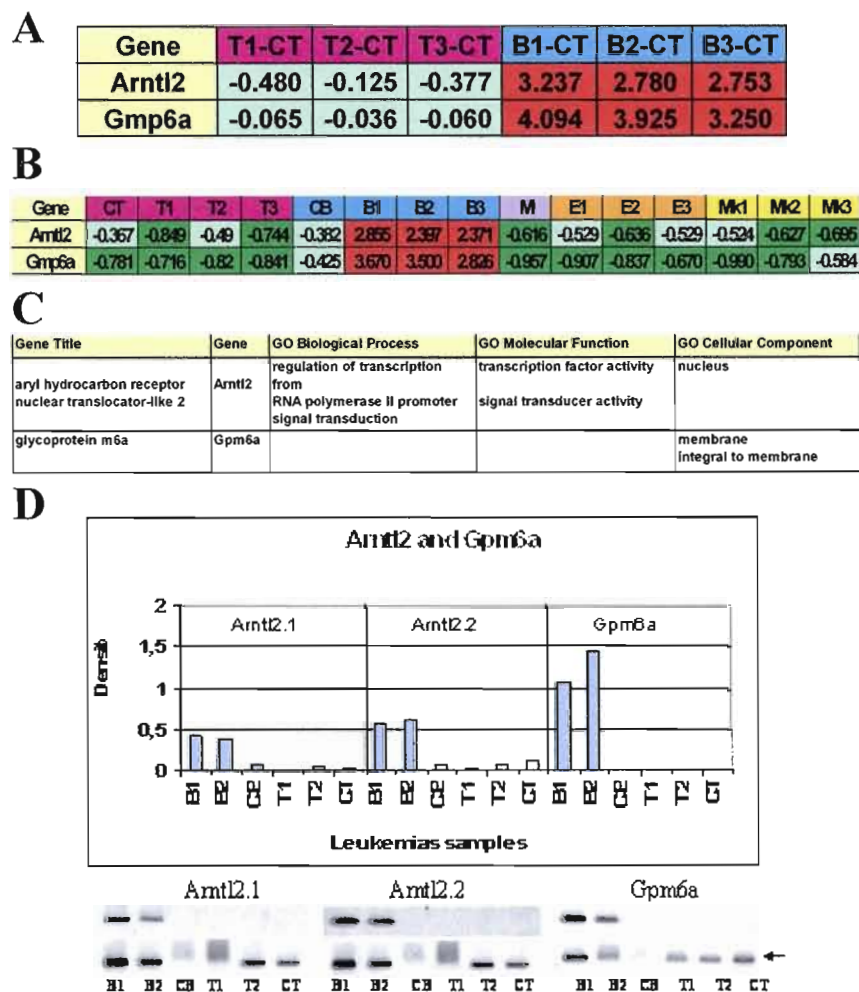 A
Gene T1-CT T2-CT T3-CT B1-CT B2-CT B3-CT
Arntl2 -0.480 -0.125 -0.377 3.237 2.780 2.753
Gmp6a -0.065 -0.036 -0.060 4.094 3.925 3.250
B
Gene CT T1 T2 T3 CB B1 B2 B3 M E1 E2 E3 Mk1 Mk2 Mk3
Arntl2 -0.367 -0.849 -0.49 -0.744 -0.382 2.855 2.397 2.371 -0.616 -0.529 -0.636 -0.529 -0.524 -0.627 -0.695
Gmp6a -0.781 -0.716 -0.82 -0.841 -0.425 3.670 3.500 2.826 -0.957 -0.907 -0.837 -0.670 -0.990 -0.793 -0.584
C
Gene Title Gene GO Biological Process GO Molecular Function GO Cellular Component
regulation of transcription transcription factor activity nucleus
aryl hydrocarbon receptor Arntl2 from
nuclear translocator-like 2 RNA polymerase II promoter signal transducer activity
signal transduction
glycoprotein m6a Gpm6a membrane
integral to membrane
D
Arntl2 and Gpm6a
2
Arntl2.1 Arntl2.2 Gpm6a
1,5
1
0,5
0
Densit
B1 B2 CB T1 T2 CT B1 B2 CB T1 T2 CT B1 B2 CB T1 T2 CT
Leukemias samples
Arntl2.1 Arntl2.2 Gpm6a
B1 B2 CB T1 T2 CT B1 B2 CB T1 T2 CT B1 B2 CB T1 T2 CT